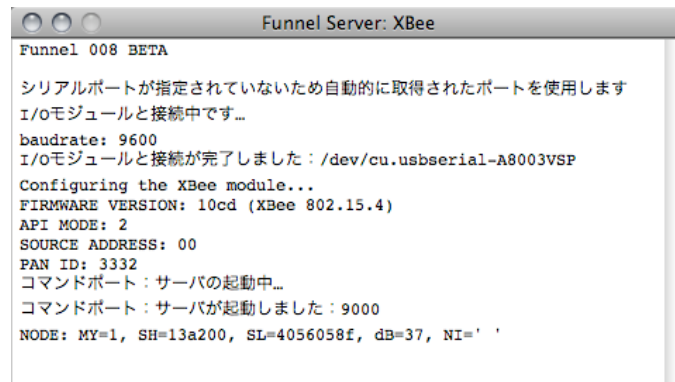 Funnel Server: XBee
Funnel 008 BETA
シリアルポートが指定されていないため自動的に取得されたポートを使用します
I/Oモジュールと接続中です…
baudrate: 9600
I/Oモジュールと接続が完了しました：/dev/cu.usbserial-A8003VSP
Configuring the XBee module...
FIRMWARE VERSION: 10cd (XBee 802.15.4)
API MODE: 2
SOURCE ADDRESS: 00
PAN ID: 3332
コマンドポート：サーバの起動中…
コマンドポート：サーバが起動しました：9000
NODE: MY=1, SH=13a200, SL=4056058f, dB=37, NI=' '